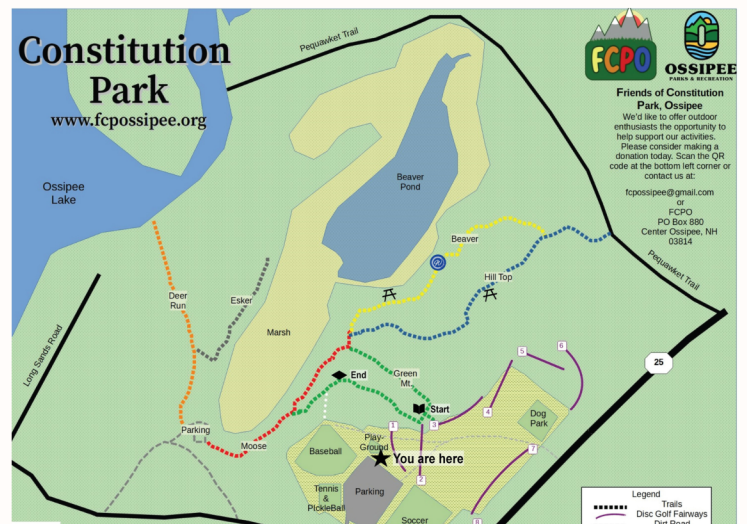 Constitution
Park
www.fcpossipee.org
Pequawket Trail
FCPO
OSSIPEE
PARKS & RECREATION
Friends of Constitution
Park, Ossipee
We'd like to offer outdoor
enthusiasts the opportunity to
help support our activities.
Please consider making a
donation today. Scan the QR
code at the bottom left corner or
contact us at:
fcpossipee@gmail.com
or
FCPO
PO Box 880
Center Ossipee, NH
03814
Ossipee
Lake
Beaver
Pond
Beaver
Hill Top
Pequawket Trail
Deer
Run
Esker
Marsh
Long Sands Road
25
End
Green
Mt.
Start
5
6
4
3
1
2
7
8
Dog
Park
Parking
Moose
Baseball
Play-
Ground
You are here
Tennis
&
PickleBall
Parking
Soccer
Legend
Trails
Disc Golf Fairways
Dirt Road